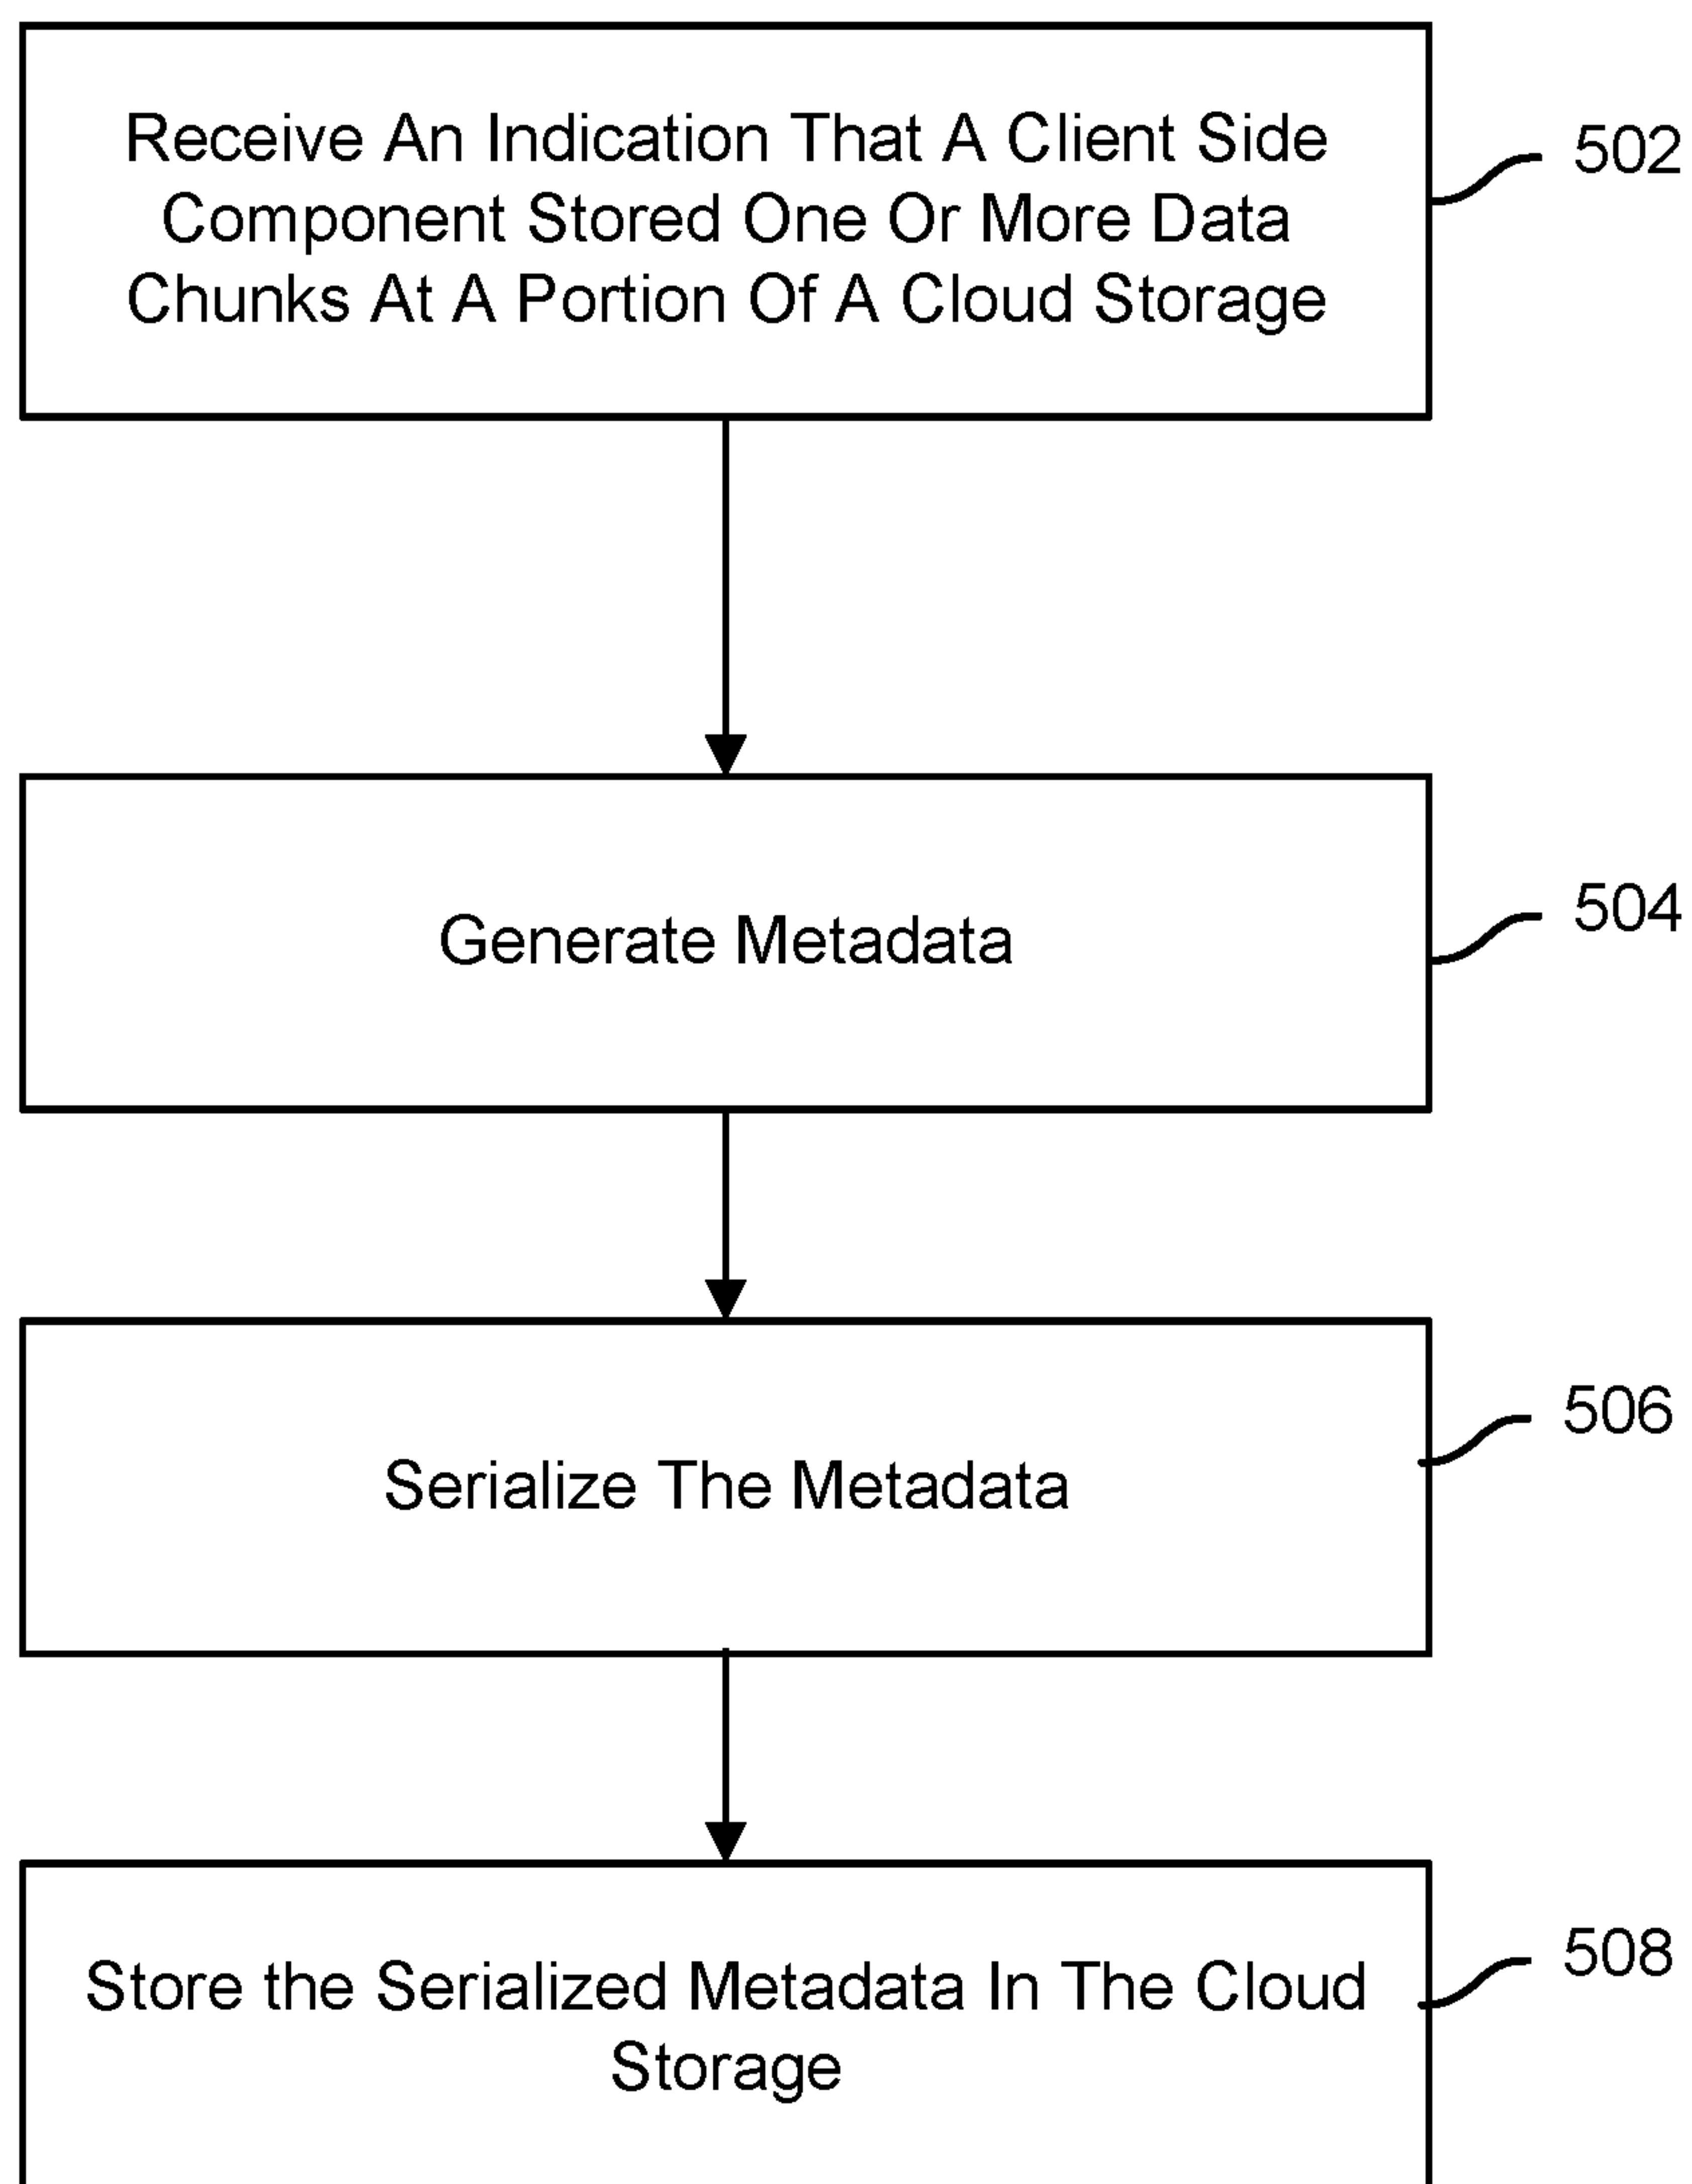 Receive An Indication That A Client Side
Component Stored One Or More Data
Chunks At A Portion Of A Cloud Storage
502
Generate Metadata
504
Serialize The Metadata
506
Store the Serialized Metadata In The Cloud
Storage
508